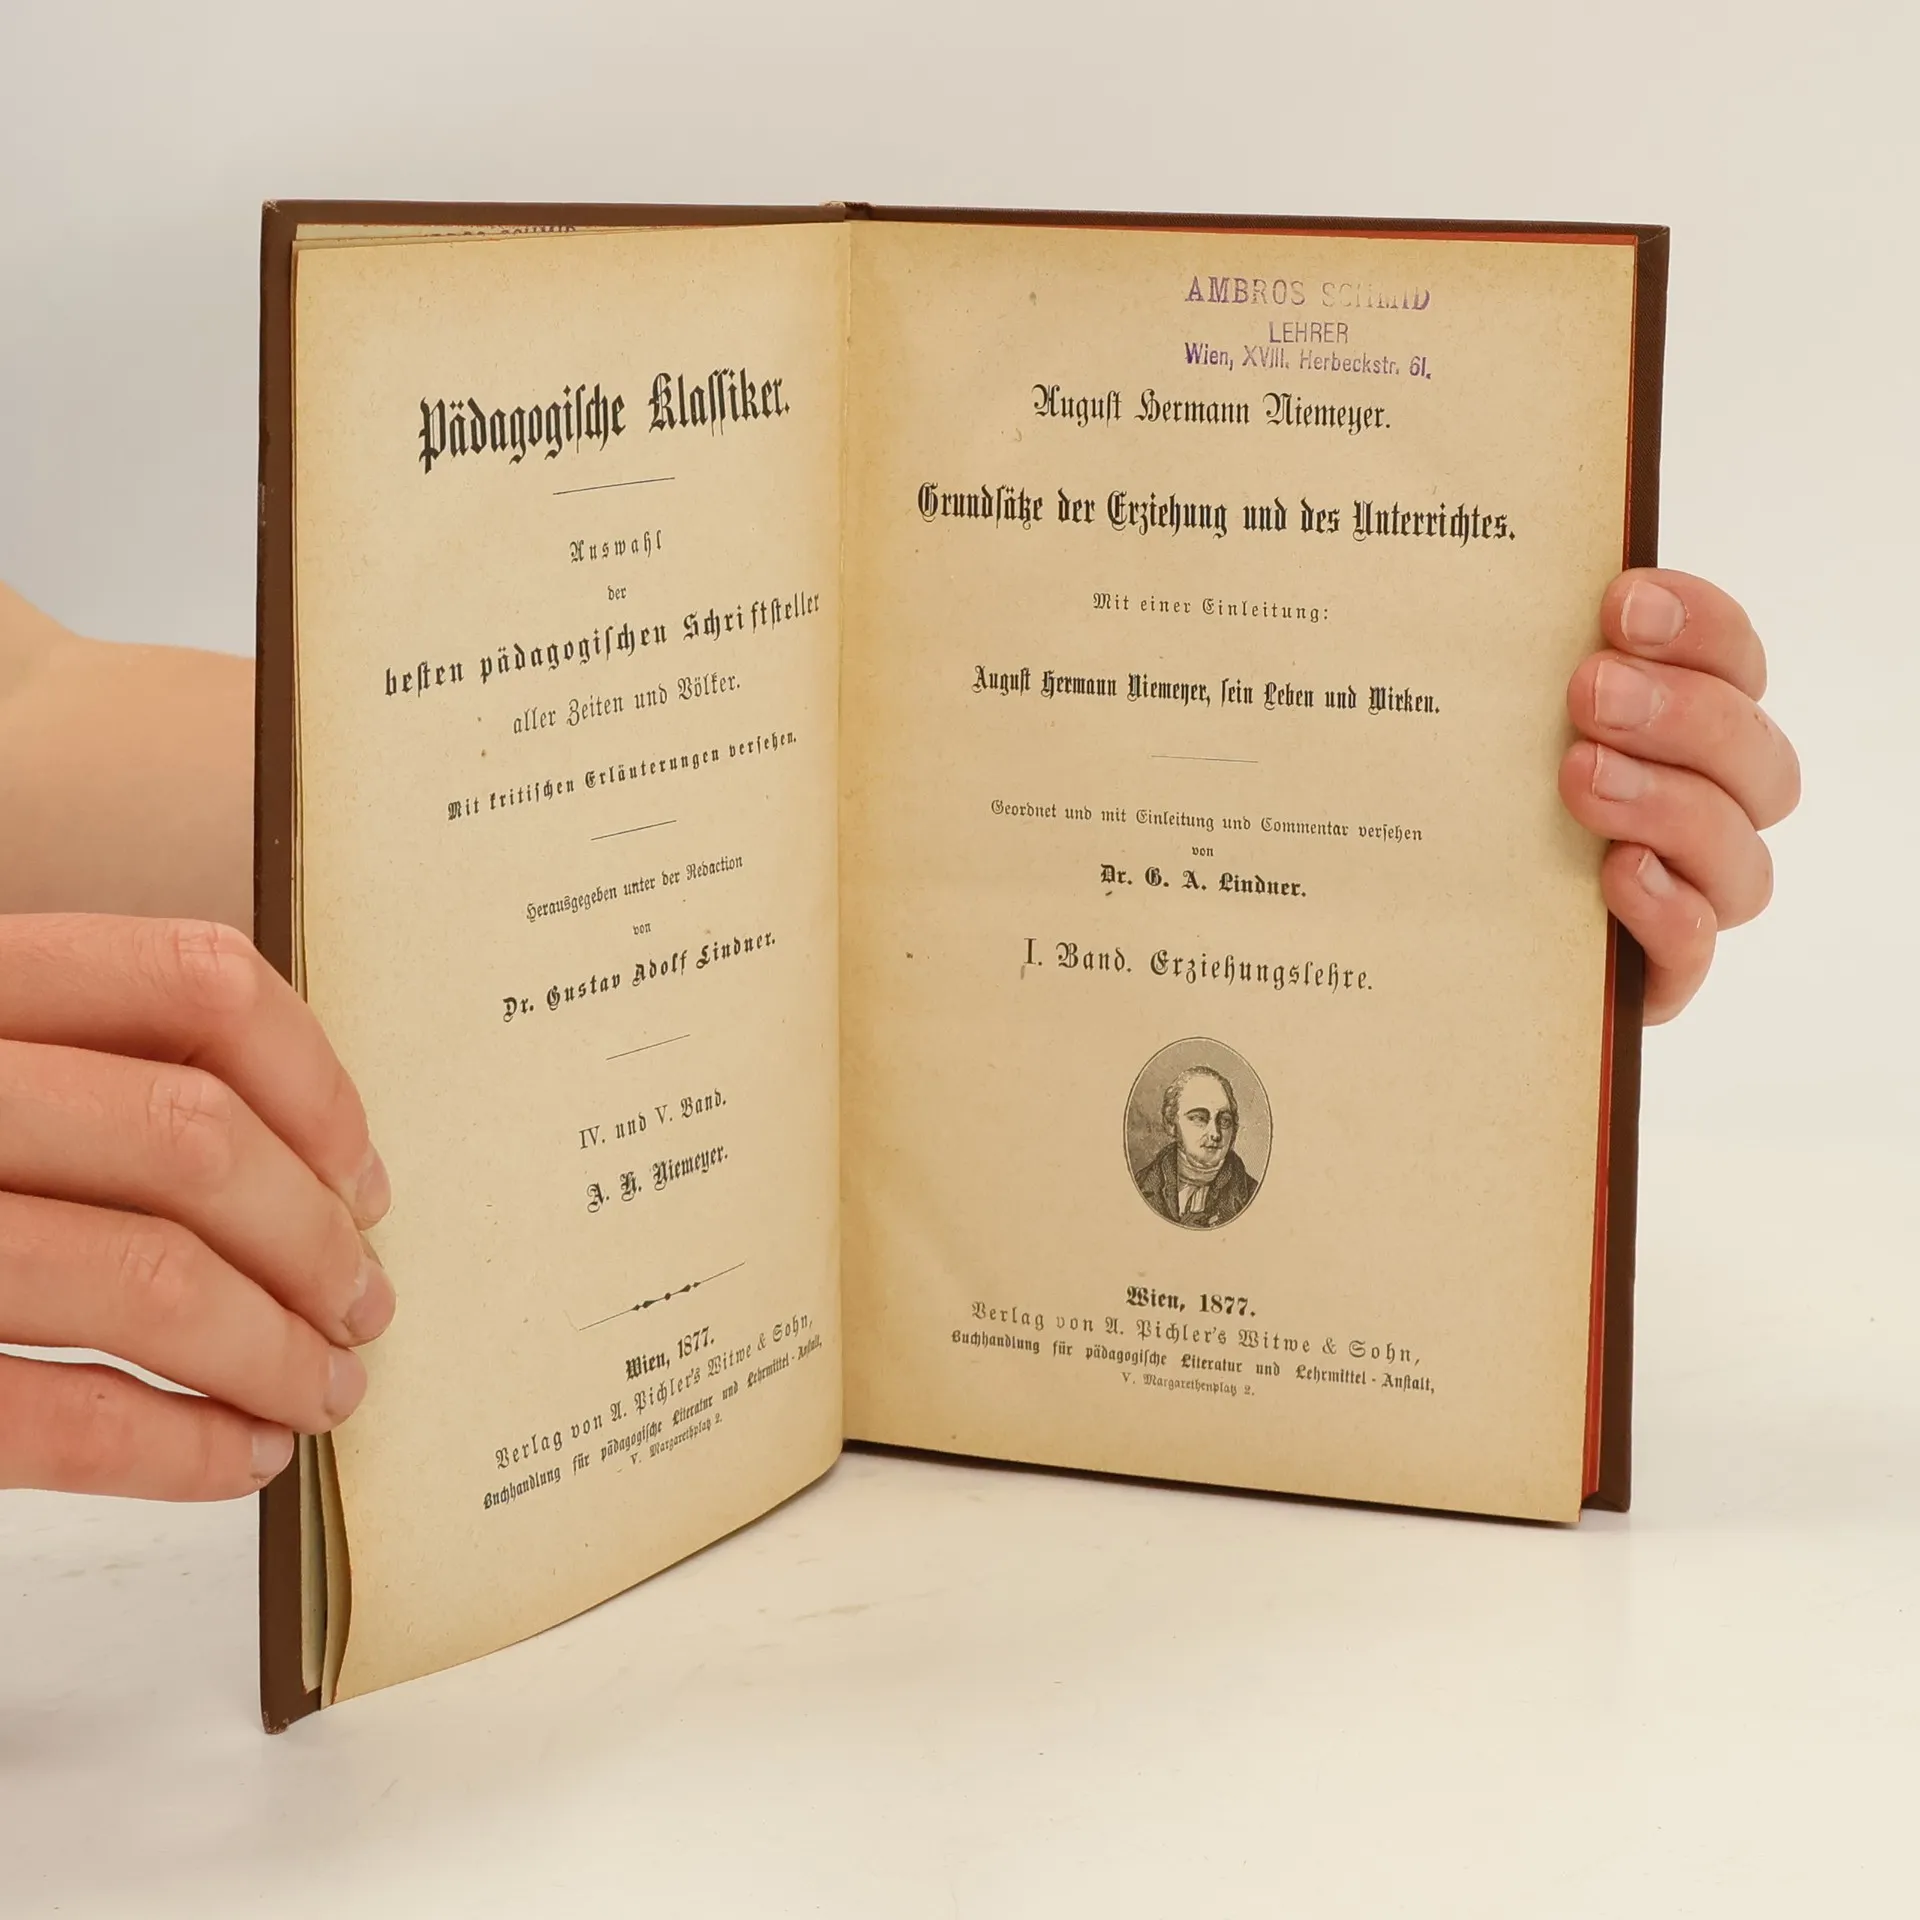 Pädagogische Klassiker.
Auswahl
der
besten pädagogischen Schriftsteller
aller Zeiten und Völker.
Mit kritischen Erläuterungen versehen.
Herausgegeben unter der Redaction
von
Dr. Gustav Adolf Lindner.
IV. und V. Band.
A. H. Niemeyer.
Wien, 1877.
Verlag von A. Pichler's Witwe & Sohn,
Buchhandlung für pädagogische Literatur und Lehrmittel-Anstalt,
V. Margarethplatz 2.
AMBROS SCHMID
LEHRER
Wien, XVIII. Herbeckstr. 61.
August Hermann Niemeyer.
Grundsätze der Erziehung und des Unterrichtes.
Mit einer Einleitung:
August Hermann Niemeyer, sein Leben und Wirken.
Geordnet und mit Einleitung und Commentar versehen
von
Dr. G. A. Lindner.
I. Band. Erziehungslehre.
Wien, 1877.
Verlag von A. Pichler's Witwe & Sohn,
Buchhandlung für pädagogische Literatur und Lehrmittel-Anstalt,
V. Margarethenplatz 2.